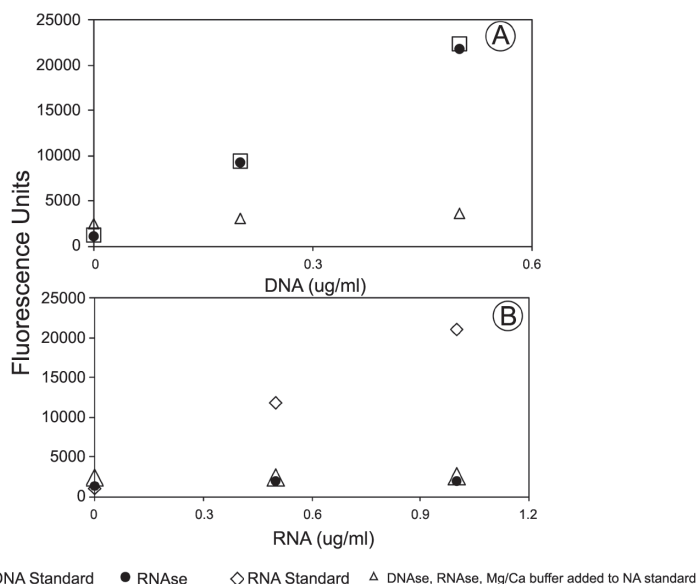 25000
20000
15000
10000
5000
0
A
0 0.3 0.6
DNA (ug/ml)
Fluorescence Units
25000
20000
15000
10000
5000
0
B
0 0.3 0.6 0.9 1.2
RNA (ug/ml)
NA Standard RNAse RNA Standard DNAse, RNAse, Mg/Ca buffer added to NA standard